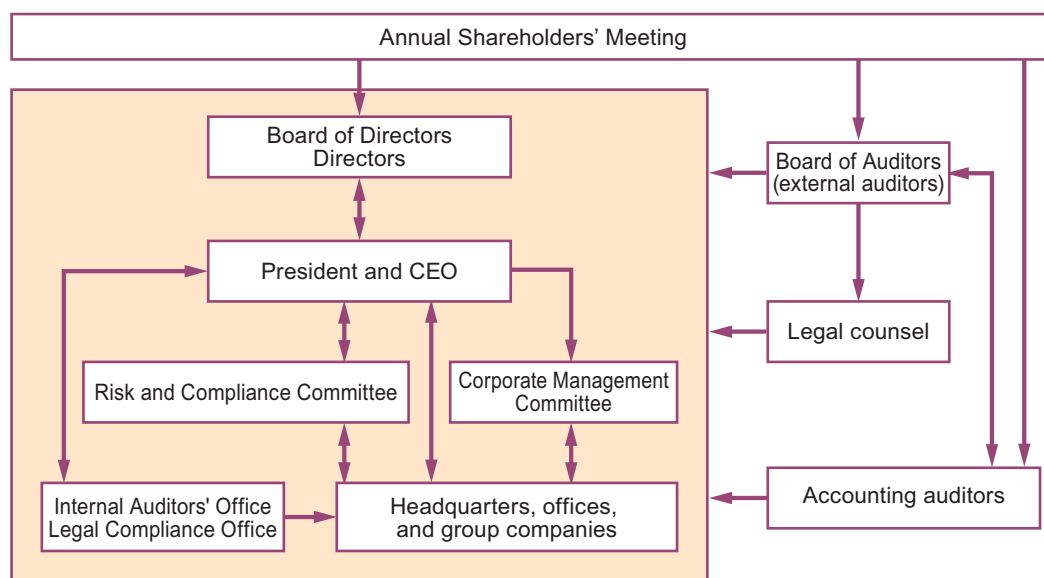 Annual Shareholders’ Meeting
Board of Directors
Directors
Board of Auditors
(external auditors)
President and CEO
Legal counsel
Risk and Compliance Committee
Corporate Management
Committee
Internal Auditors' Office
Legal Compliance Office
Headquarters, offices,
and group companies
Accounting auditors